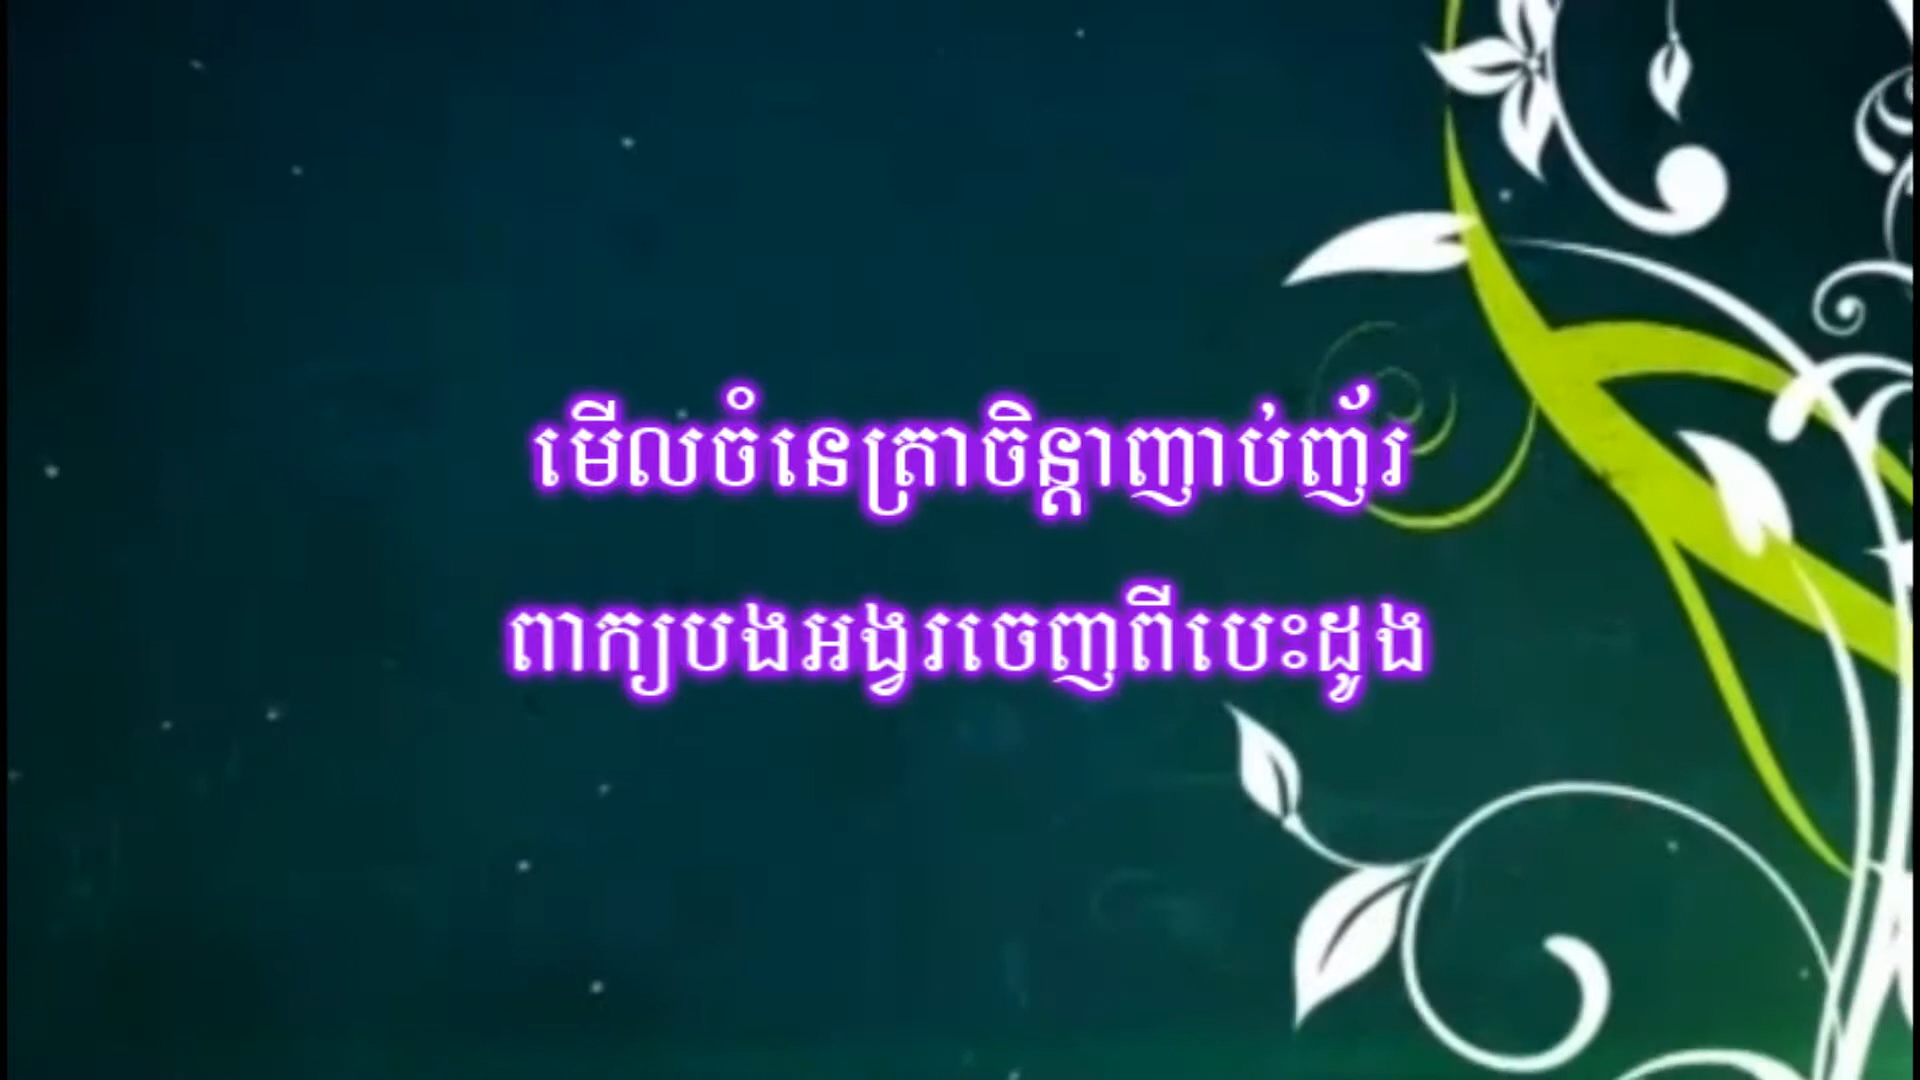 មើលចំនេត្រាចិន្តាញាប់ញ័រ
ពាក្យបងអង្វរចេញពីបេះដូង